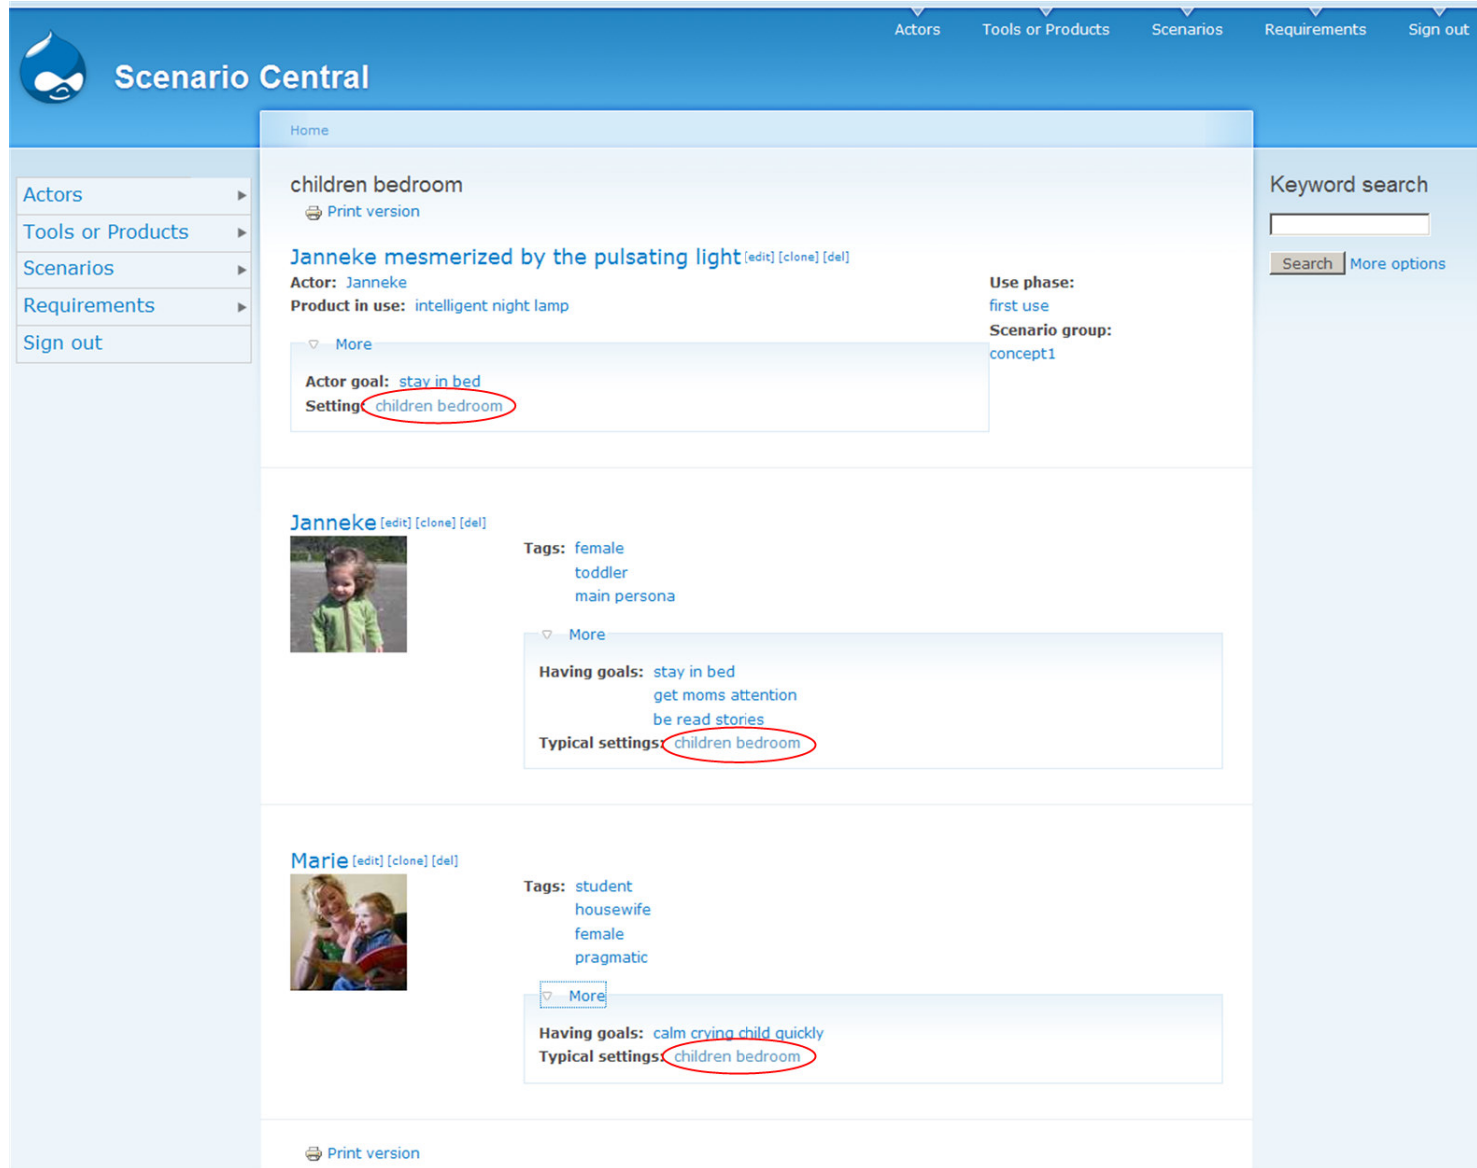 Actors Tools or Products Scenarios Requirements Sign out
Scenario Central
Home
Actors
Tools or Products
Scenarios
Requirements
Sign out
children bedroom
Print version
Janneke mesmerized by the pulsating light [edit] [clone] [del]
Actor: Janneke
Product in use: intelligent night lamp
More
Actor goal: stay in bed
Setting: children bedroom
Use phase:
first use
Scenario group:
concept1
Janneke [edit] [clone] [del]
Tags: female
toddler
main persona
More
Having goals: stay in bed
get moms attention
be read stories
Typical settings: children bedroom
Marie [edit] [clone] [del]
Tags: student
housewife
female
pragmatic
More
Having goals: calm crying child quickly
Typical settings: children bedroom
Print version
Keyword search
Search More options